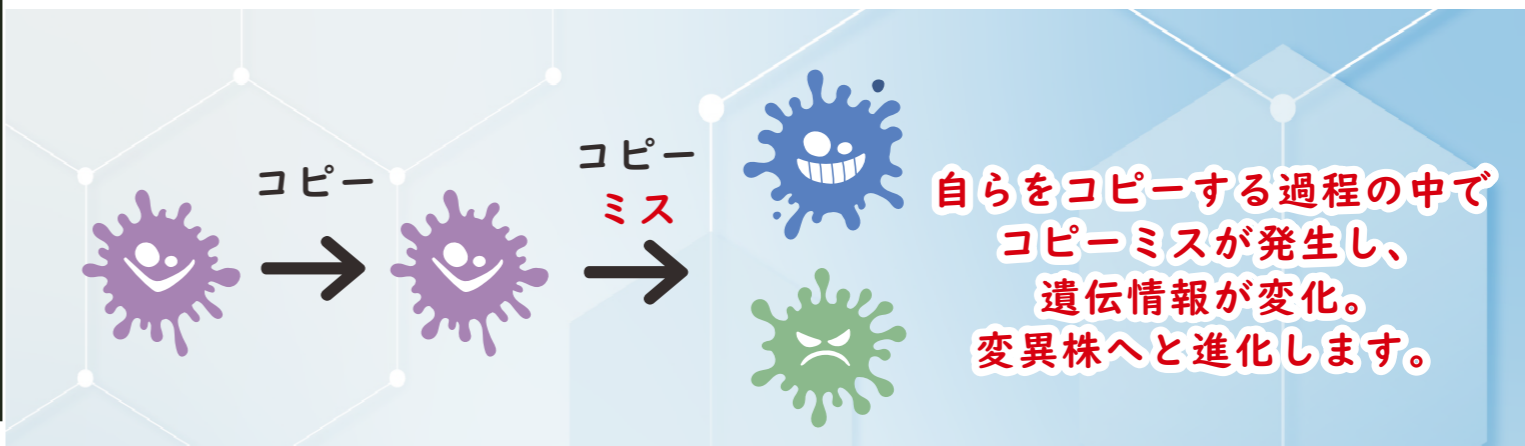 コピー
コピー
ミス
自らをコピーする過程の中で
コピーミスが発生し、
遺伝情報が変化。
変異株へと進化します。